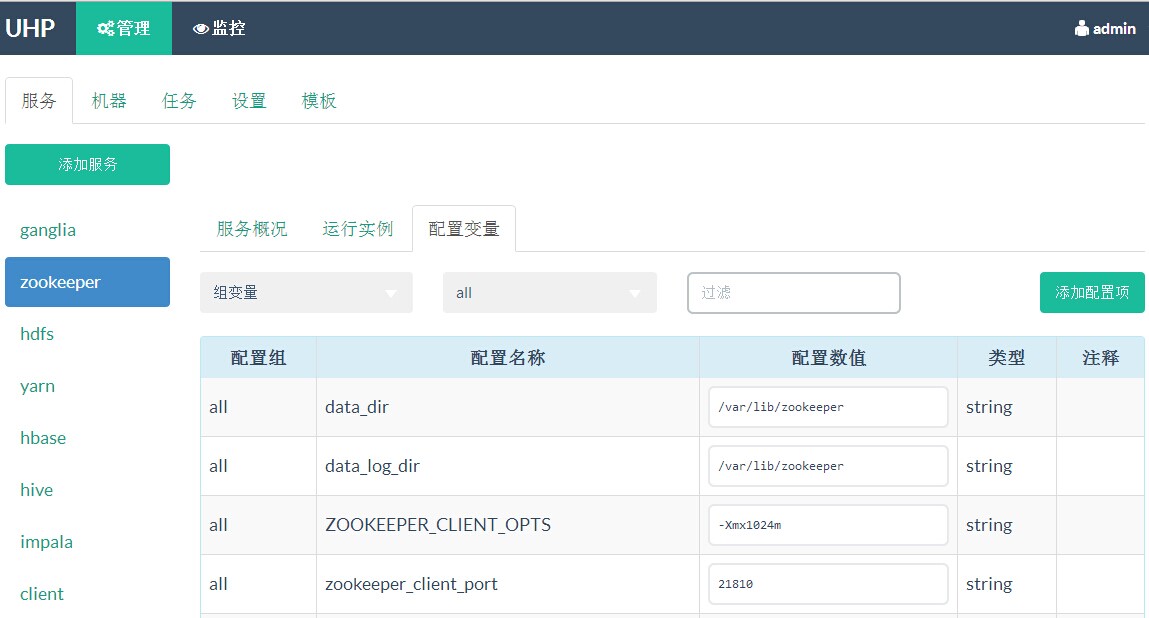 UHP 管理 监控 admin
服务 机器 任务 设置 模板
添加服务
ganglia
zookeeper
hdfs
yarn
hbase
hive
impala
client
服务概况 运行实例 配置变量
组变量 all 过滤 添加配置项
配置组 配置名称 配置数值 类型 注释
all data_dir /var/lib/zookeeper string
all data_log_dir /var/lib/zookeeper string
all ZOOKEEPER_CLIENT_OPTS -Xmx1024m string
all zookeeper_client_port 21810 string